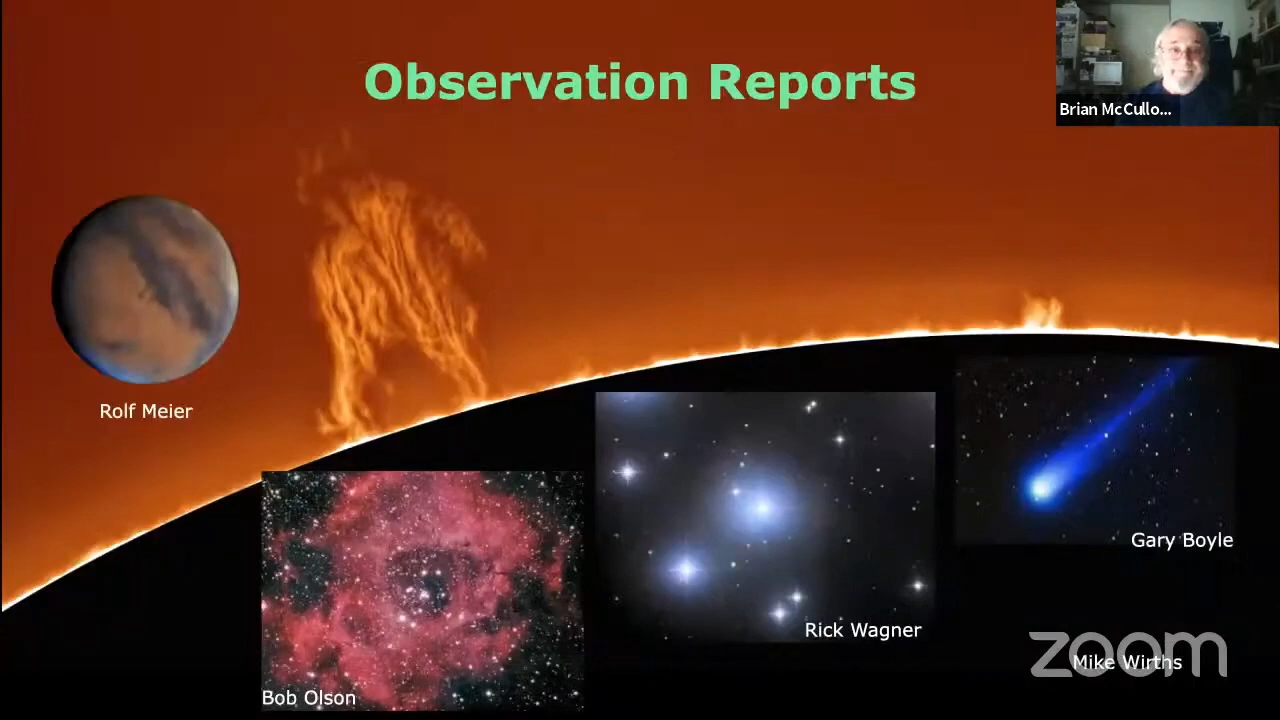 Observation Reports
Brian McCullo...
Rolf Meier
Gary Boyle
Rick Wagner
zoom
Mike Wirths
Bob Olson